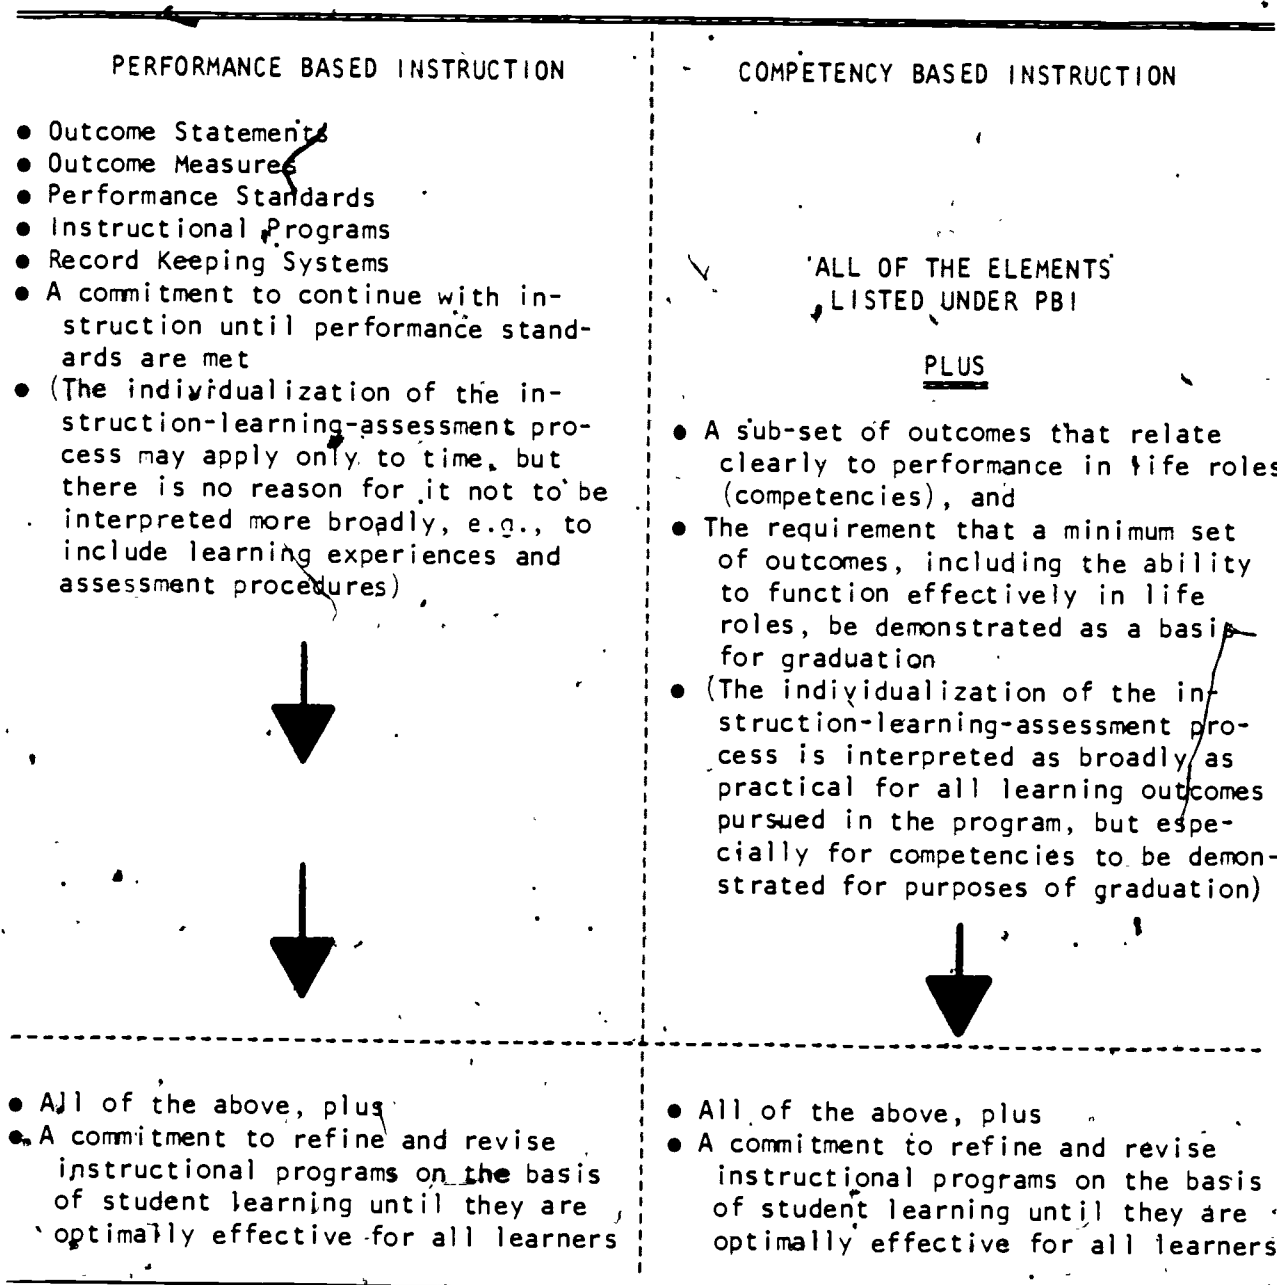 PERFORMANCE BASED INSTRUCTION
● Outcome Statements
● Outcome Measures
● Performance Standards
● Instructional Programs
● Record Keeping Systems
● A commitment to continue with in-
struction until performance stand-
ards are met
● (The individualization of the in-
struction-learning-assessment pro-
cess may apply only to time, but
there is no reason for it not to be
interpreted more broadly, e.g., to
include learning experiences and
assessment procedures)
COMPETENCY BASED INSTRUCTION
ALL OF THE ELEMENTS
LISTED UNDER PBI
PLUS
● A sub-set of outcomes that relate
clearly to performance in life roles
(competencies), and
● The requirement that a minimum set
of outcomes, including the ability
to function effectively in life
roles, be demonstrated as a basis
for graduation
● (The individualization of the in-
struction-learning-assessment pro-
cess is interpreted as broadly as
practical for all learning outcomes
pursued in the program, but espe-
cially for competencies to be demon-
strated for purposes of graduation)
● All of the above, plus
● A commitment to refine and revise
instructional programs on the basis
of student learning until they are
optimally effective for all learners
● All of the above, plus
● A commitment to refine and revise
instructional programs on the basis
of student learning until they are
optimally effective for all learners